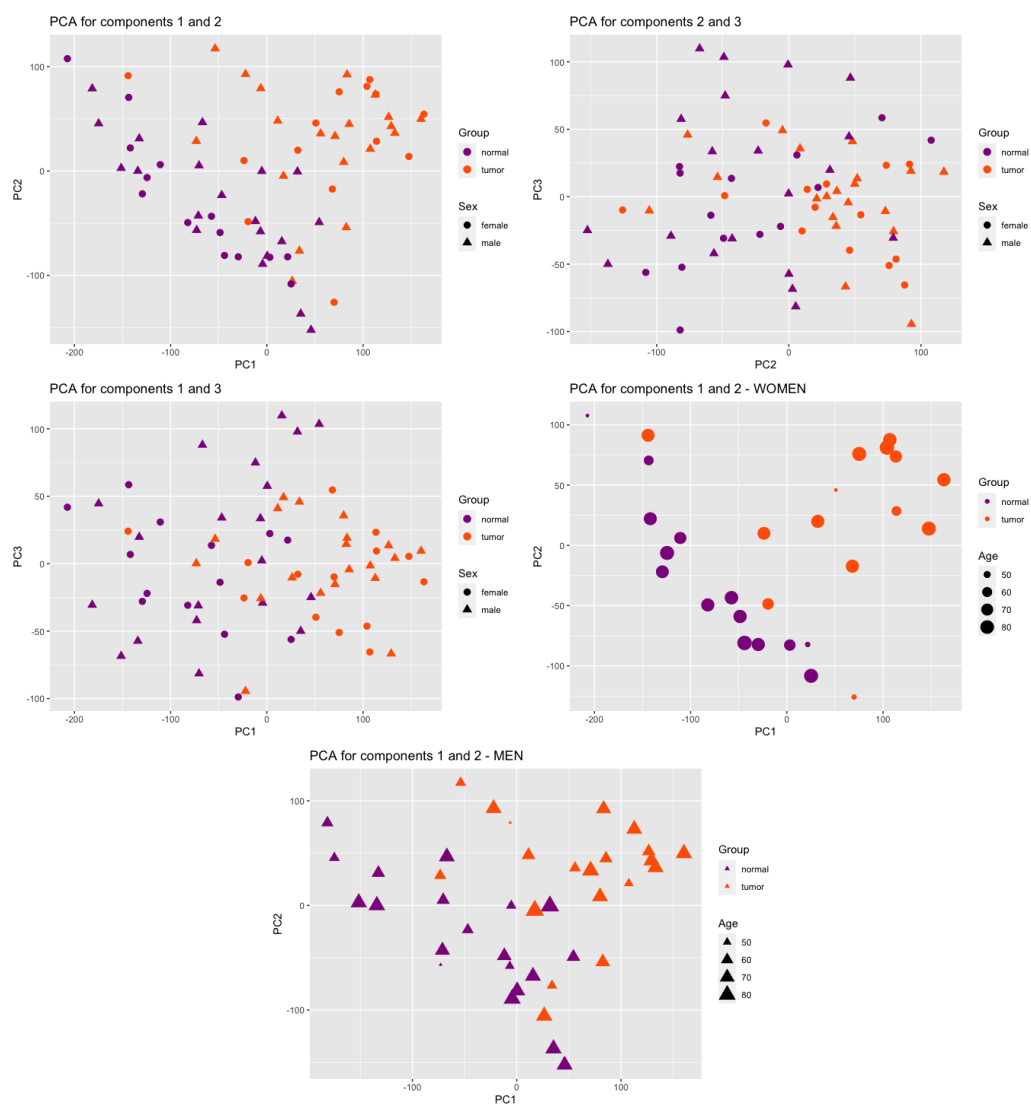 PCA for components 1 and 2
PC2
100
0
-100
-200
-100
0
100
PC1
Group
normal
tumor
Sex
female
male
PCA for components 2 and 3
PC3
100
50
0
-50
-100
-100
0
100
PC2
Group
normal
tumor
Sex
female
male
PCA for components 1 and 3
PC3
100
50
0
-50
-100
-200
-100
0
100
PC1
Group
normal
tumor
Sex
female
male
PCA for components 1 and 2 - WOMEN
PC2
100
50
0
-50
-100
-200
-100
0
100
PC1
Group
normal
tumor
Age
50
60
70
80
PCA for components 1 and 2 - MEN
PC2
100
0
-100
-100
0
100
PC1
Group
normal
tumor
Age
50
60
70
80